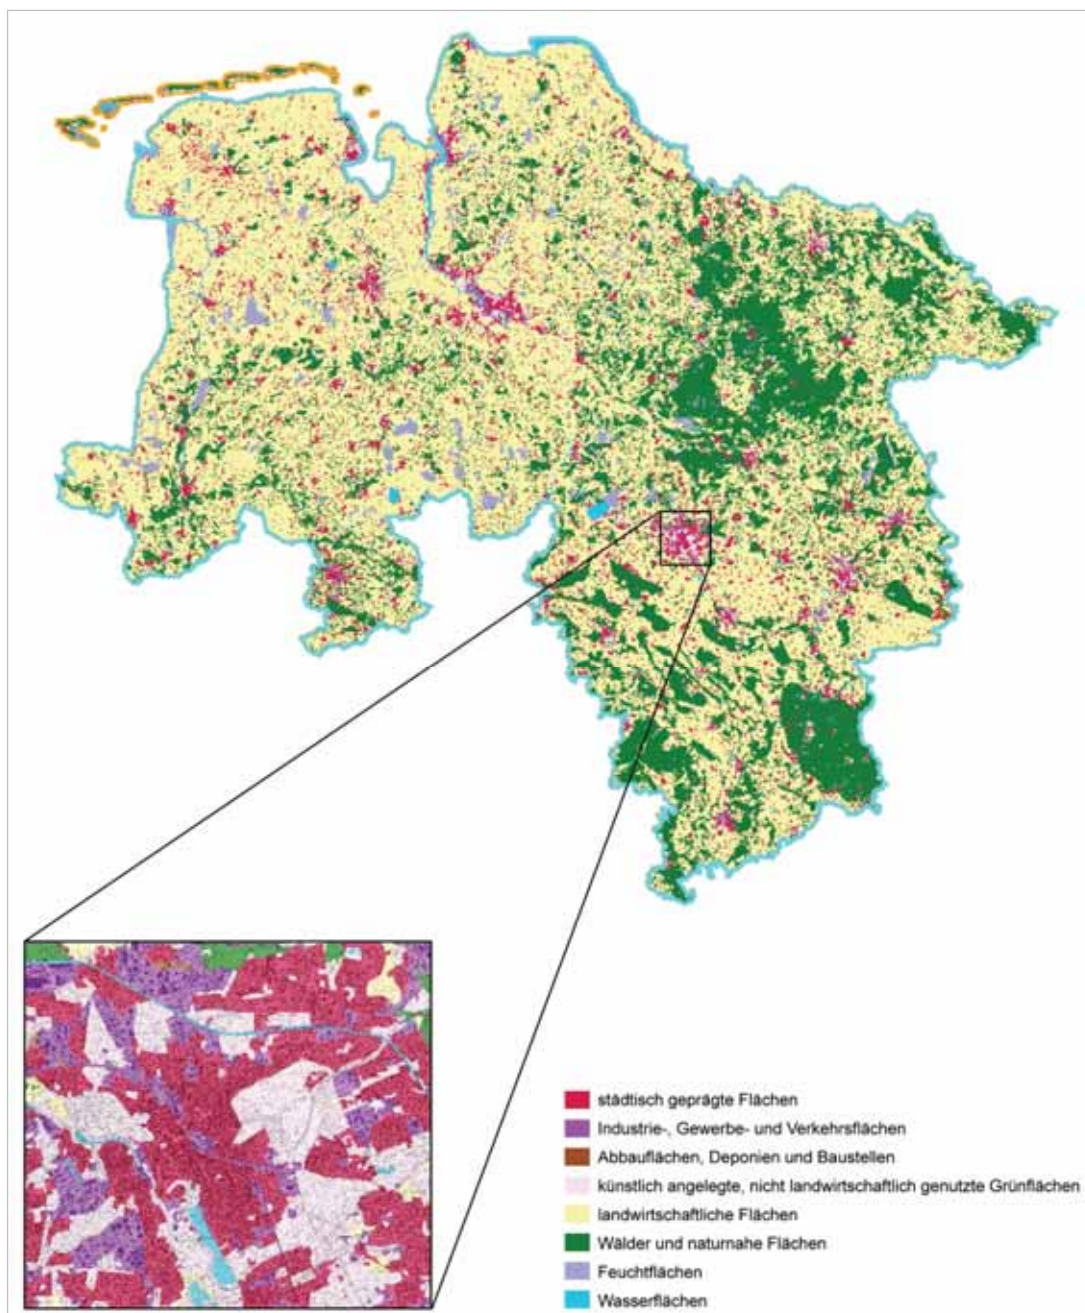 städtisch geprägte Flächen
Industrie-, Gewerbe- und Verkehrsflächen
Abbauflächen, Deponien und Baustellen
künstlich angelegte, nicht landwirtschaftlich genutzte Grünflächen
landwirtschaftliche Flächen
Wälder und naturnahe Flächen
Feuchtflächen
Wasserflächen